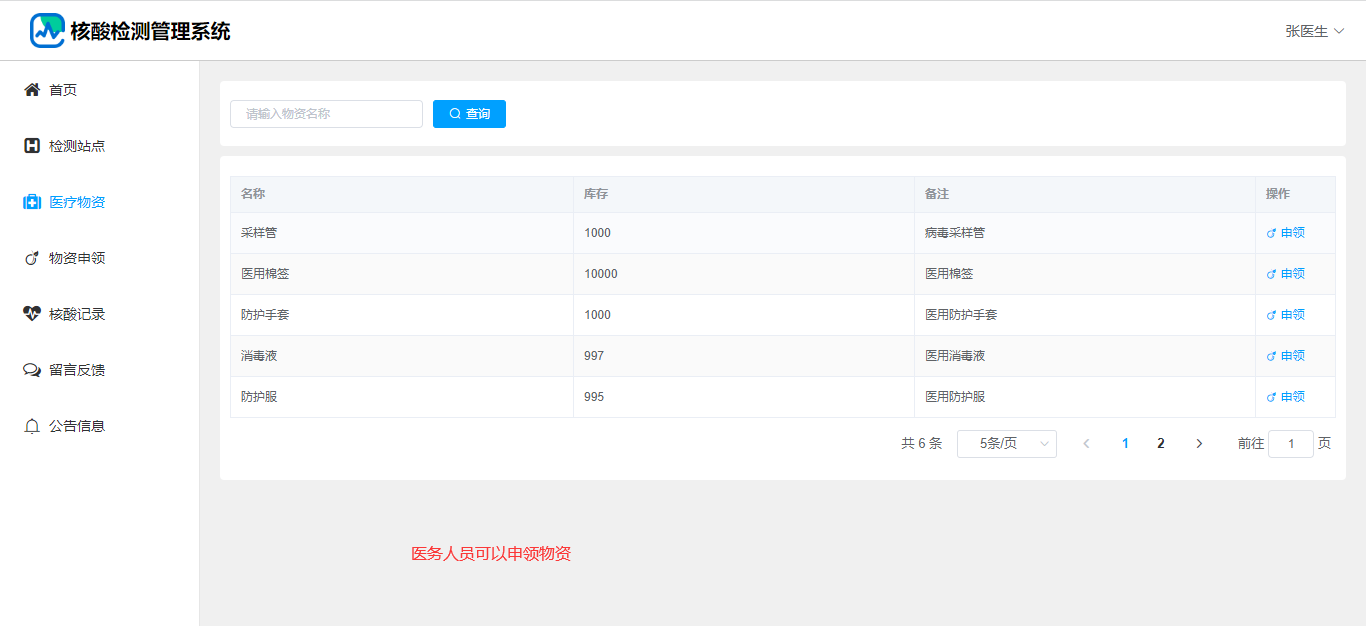 核酸检测管理系统
张医生
首页
检测站点
医疗物资
物资申领
核酸记录
留言反馈
公告信息
请输入物资名称 查询
名称 库存 备注 操作
采样管 1000 病毒采样管 申领
医用棉签 10000 医用棉签 申领
防护手套 1000 医用防护手套 申领
消毒液 997 医用消毒液 申领
防护服 995 医用防护服 申领
共 6 条 5条/页 1 2 前往 1 页
医务人员可以申领物资